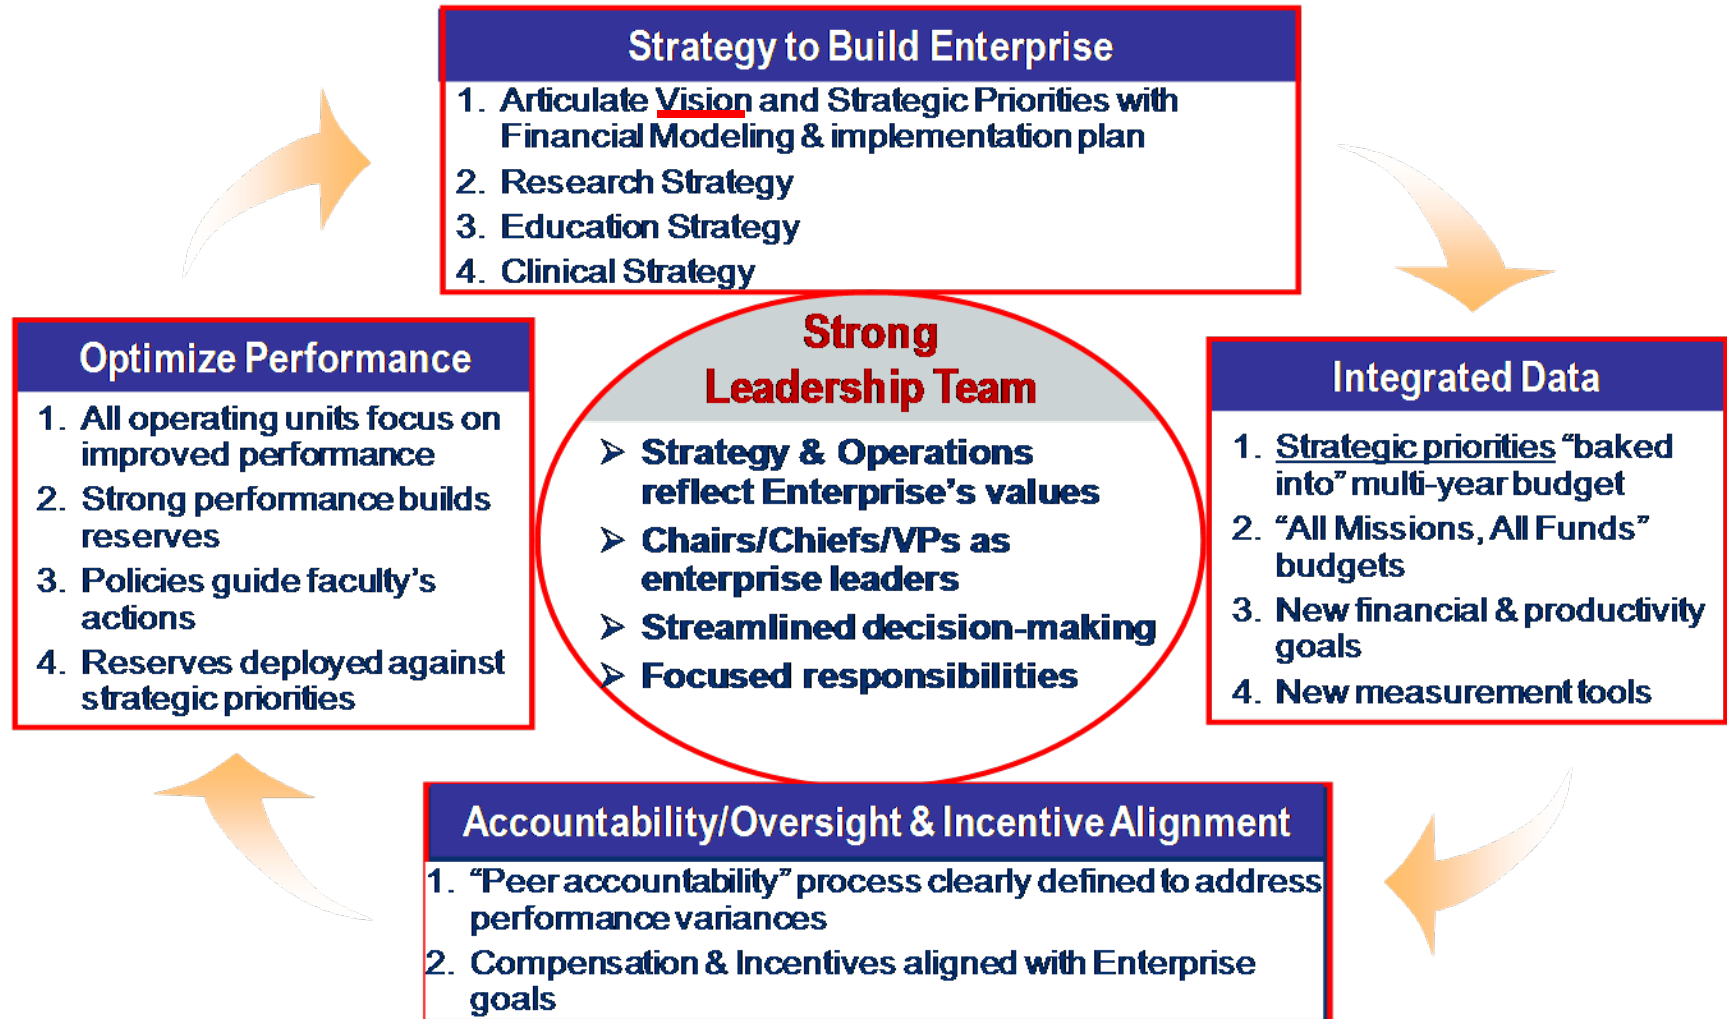 Strategy to Build Enterprise
1. Articulate Vision and Strategic Priorities with
Financial Modeling & implementation plan
2. Research Strategy
3. Education Strategy
4. Clinical Strategy
Optimize Performance
1. All operating units focus on
improved performance
2. Strong performance builds
reserves
3. Policies guide faculty's
actions
4. Reserves deployed against
strategic priorities
Strong
Leadership Team
➢ Strategy & Operations
reflect Enterprise's values
➢ Chairs/Chiefs/VPs as
enterprise leaders
➢ Streamlined decision-making
➢ Focused responsibilities
Integrated Data
1. Strategic priorities “baked
into” multi-year budget
2. “All Missions, All Funds”
budgets
3. New financial & productivity
goals
4. New measurement tools
Accountability/Oversight & Incentive Alignment
1. “Peer accountability” process clearly defined to address
performance variances
2. Compensation & Incentives aligned with Enterprise
goals